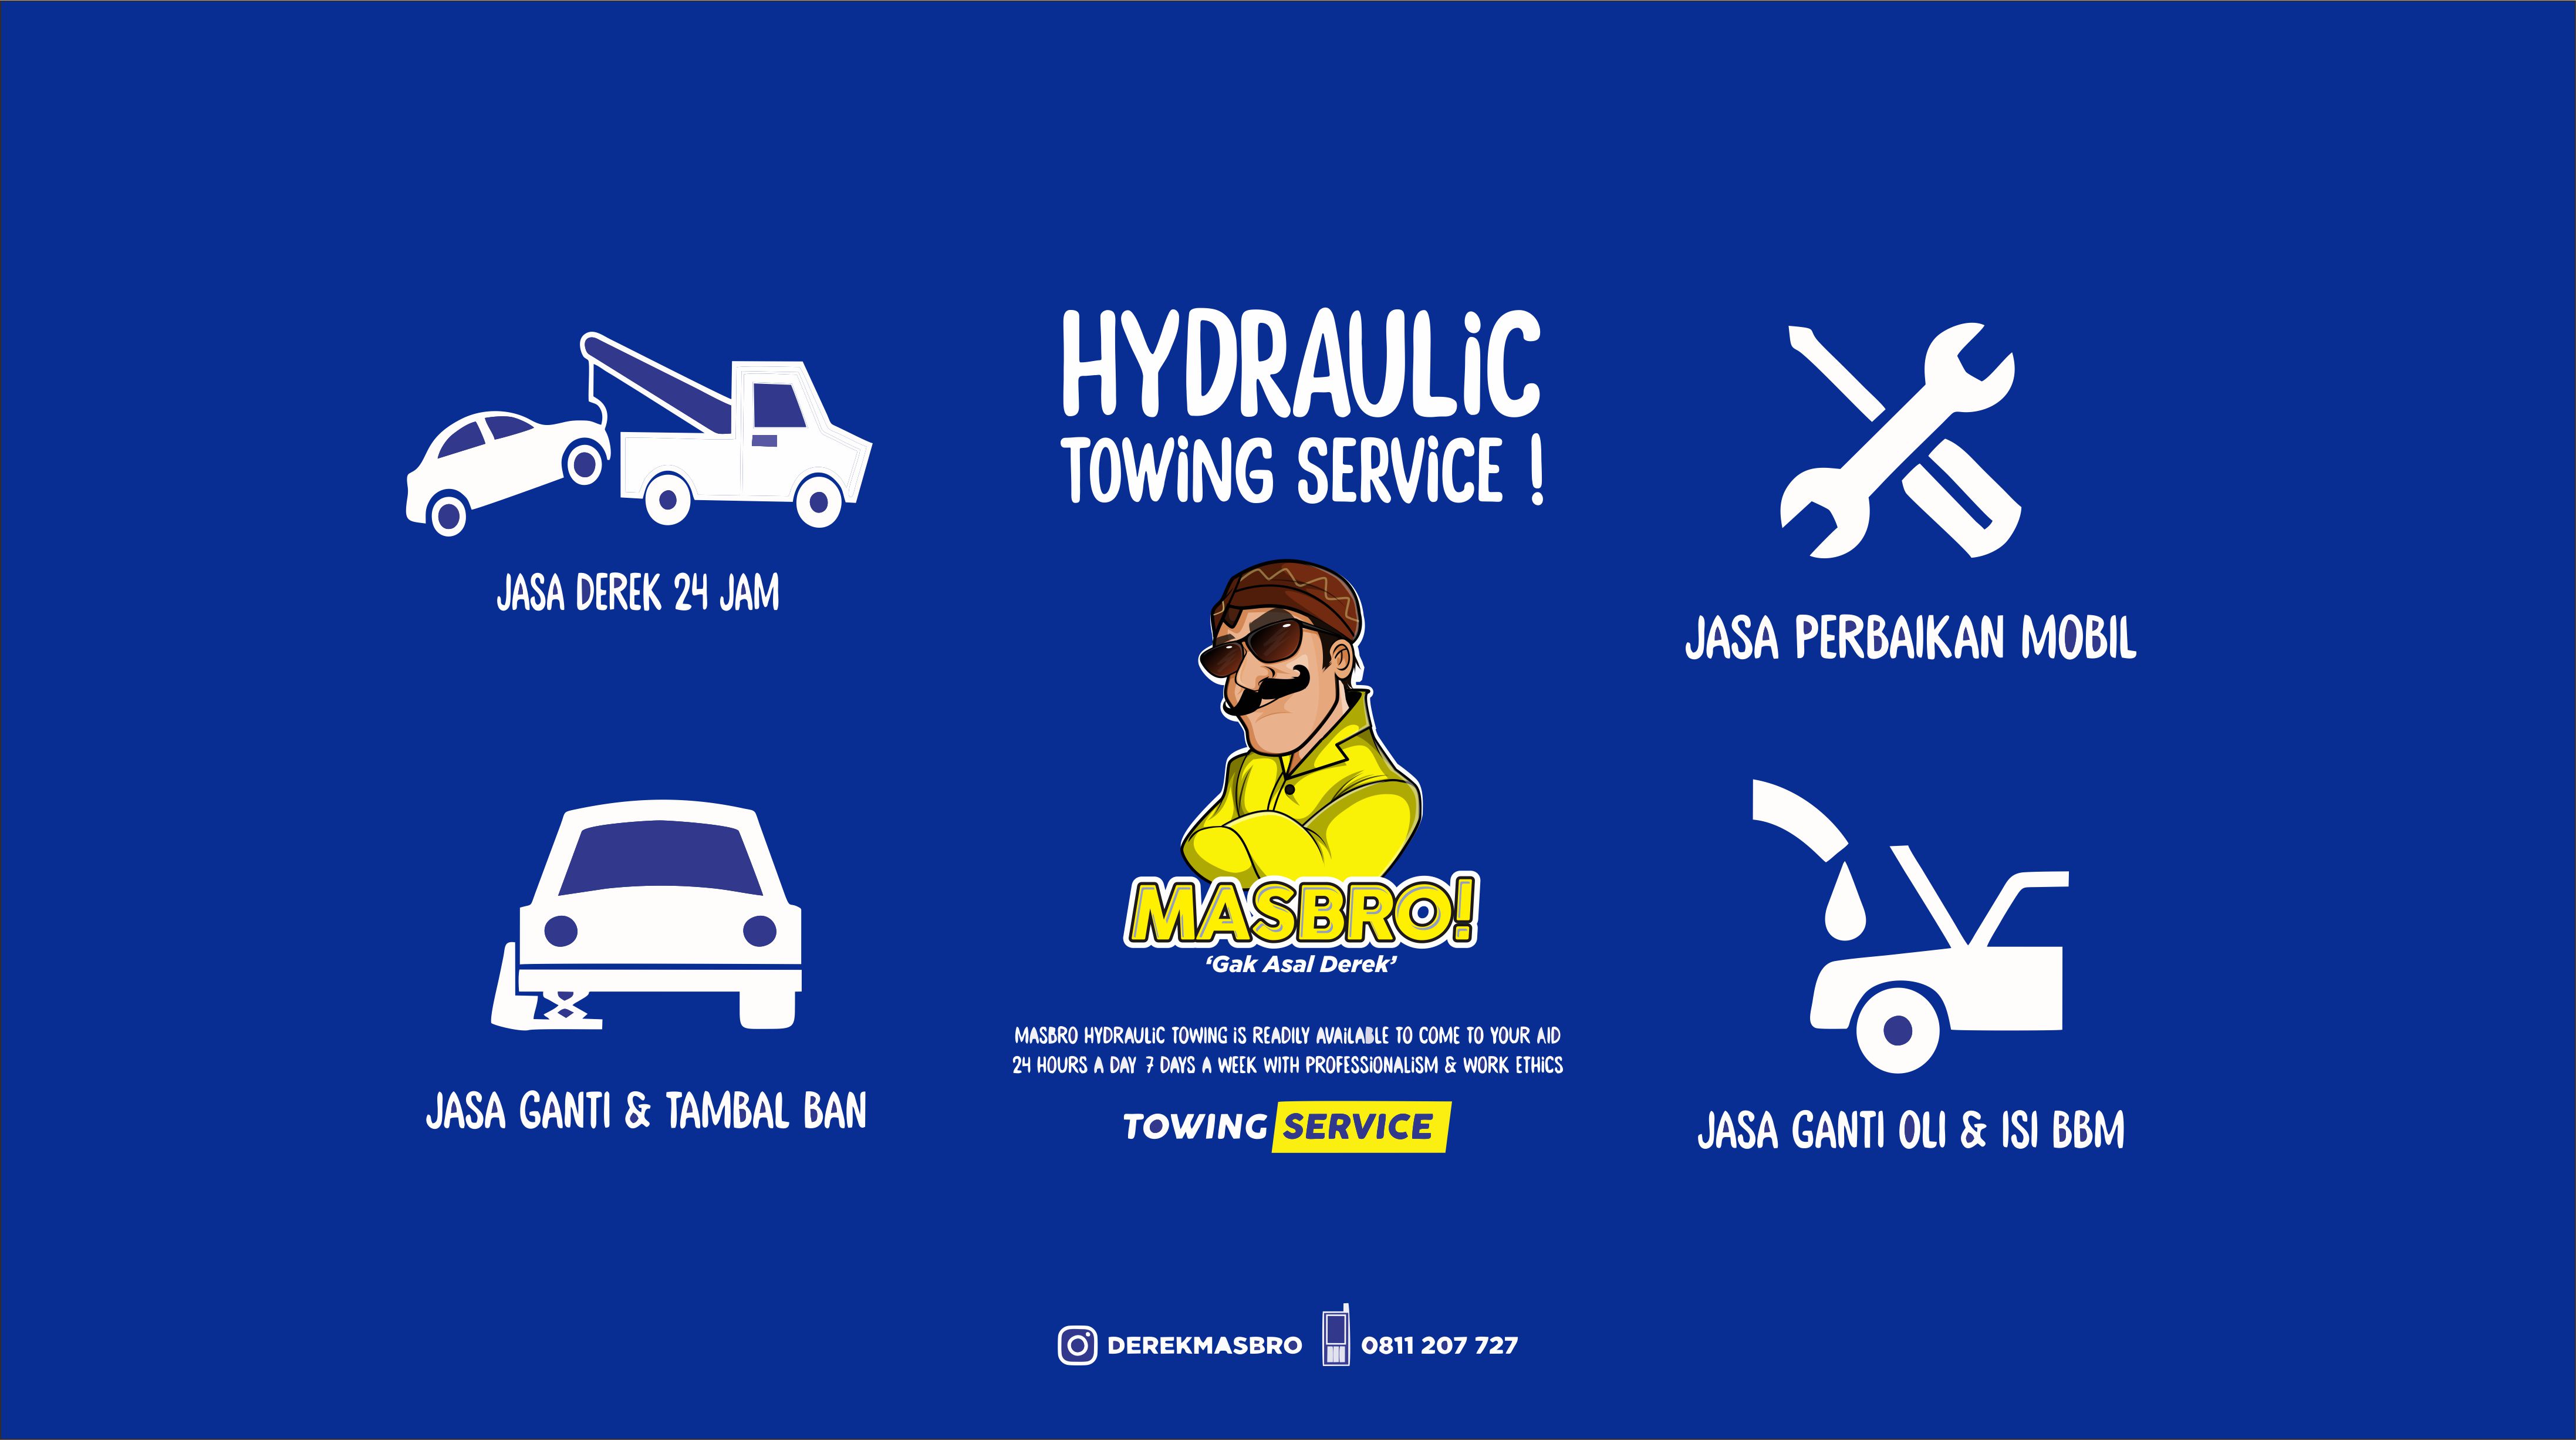 HYDRAULiC
TOWiNG SERViCE !
JASA DEREK 24 JAM
JASA PERBAIKAN MOBIL
MASBRO!
‘Gak Asal Derek’
MASBRO HYDRAULiC TOWING iS READILY AVAiLABLE TO COME TO YOUR AID
24 HOURS A DAY 7 DAYS A WEEK WITH PROFESSiONALiSM & WORK ETHiCS
TOWING SERVICE
JASA GANTI & TAMBAL BAN
JASA GANTI OLI & ISI BBM
DEREKMASBRO 0811 207 727